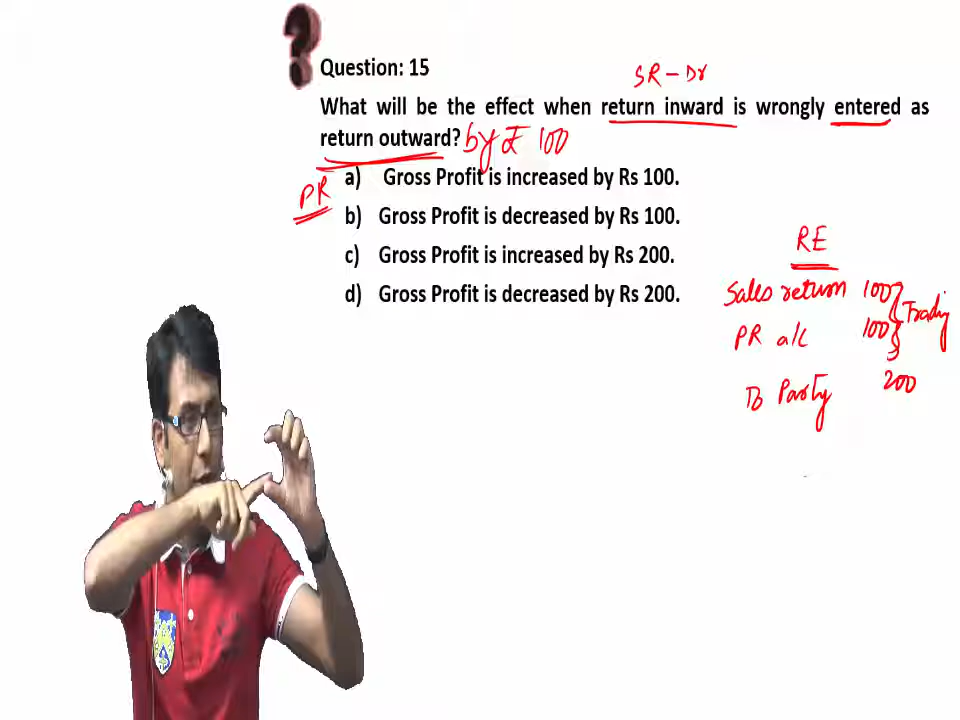 Question: 15
SR - Dr
What will be the effect when return inward is wrongly entered as
return outward? by ₹ 100
PR
a) Gross Profit is increased by Rs 100.
b) Gross Profit is decreased by Rs 100.
c) Gross Profit is increased by Rs 200.
d) Gross Profit is decreased by Rs 200.
RE
Sales return 100
Trady
PR a/c 100
To Party 200